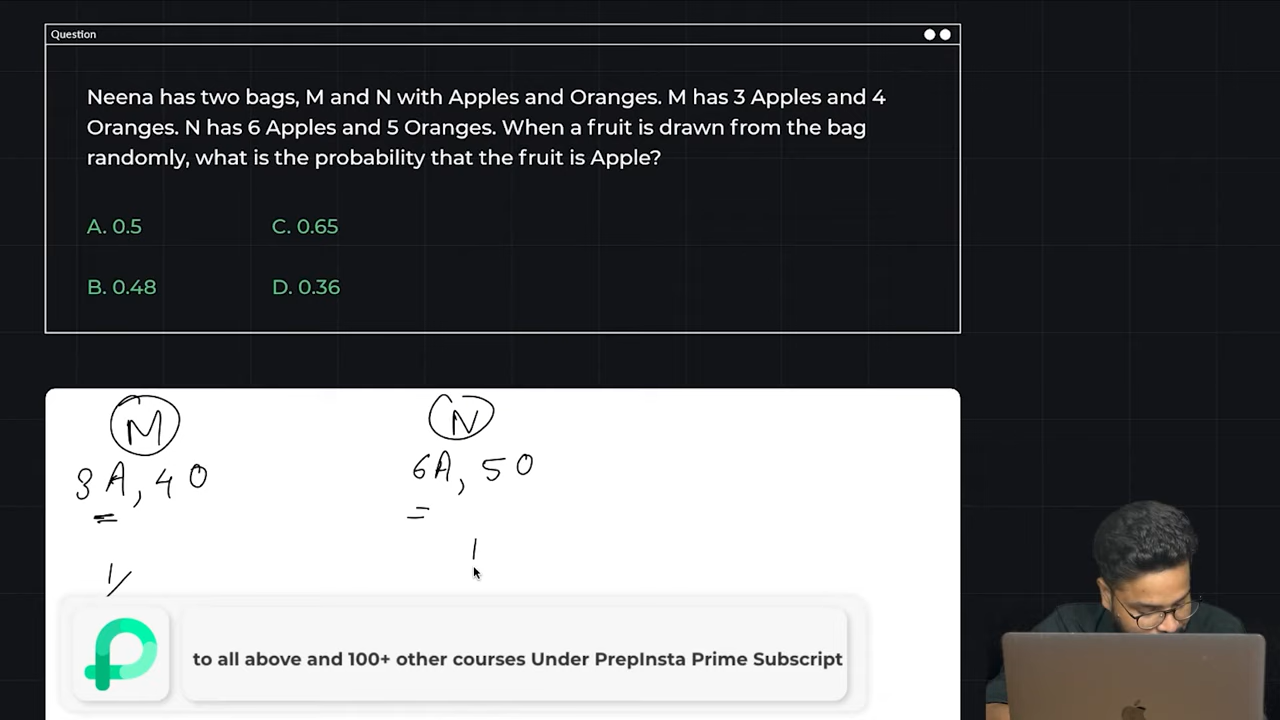 Question
Neena has two bags, M and N with Apples and Oranges. M has 3 Apples and 4
Oranges. N has 6 Apples and 5 Oranges. When a fruit is drawn from the bag
randomly, what is the probability that the fruit is Apple?
A. 0.5
C. 0.65
B. 0.48
D. 0.36
M
N
3A, 4O
6A, 5O
1/
1
to all above and 100+ other courses Under PrepInsta Prime Subscript